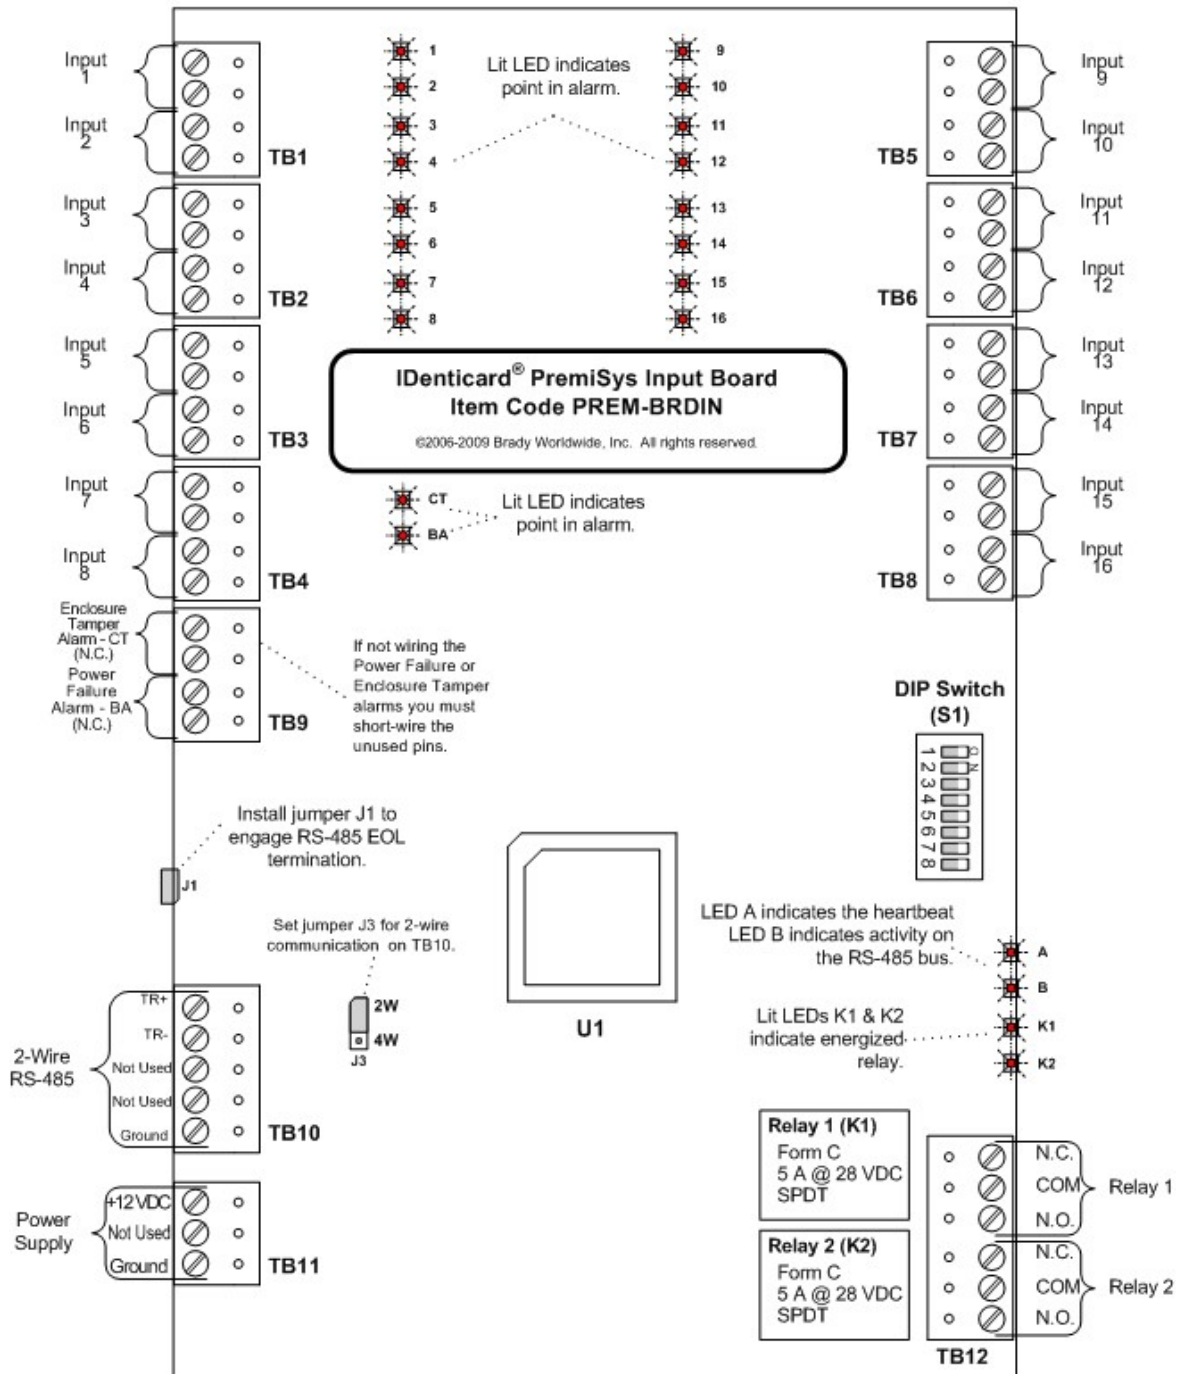 Input
1
Input
2
TB1
Input
3
Input
4
TB2
Input
5
Input
6
TB3
Input
7
Input
8
TB4
Enclosure
Tamper
Alarm - CT
(N.C.)
Power
Failure
Alarm - BA
(N.C.)
TB9
1
2
3
4
5
6
7
8
Lit LED indicates
point in alarm.
9
10
11
12
13
14
15
16
Input
9
Input
10
TB5
Input
11
Input
12
TB6
Input
13
Input
14
TB7
Input
15
Input
16
TB8
IDenticard® PremiSys Input Board
Item Code PREM-BRDIN
©2006-2009 Brady Worldwide, Inc. All rights reserved.
CT
BA
Lit LED indicates
point in alarm.
If not wiring the
Power Failure or
Enclosure Tamper
alarms you must
short-wire the
unused pins.
DIP Switch
(S1)
1
2
3
4
5
6
7
8
ON
Install jumper J1 to
engage RS-485 EOL
termination.
J1
Set jumper J3 for 2-wire
communication on TB10.
2W
4W
J3
U1
LED A indicates the heartbeat
LED B indicates activity on
the RS-485 bus.
A
B
Lit LEDs K1 & K2
indicate energized
relay.
K1
K2
2-Wire
RS-485
TR+
TR-
Not Used
Not Used
Ground
TB10
Power
Supply
+12VDC
Not Used
Ground
TB11
Relay 1 (K1)
Form C
5 A @ 28 VDC
SPDT
Relay 2 (K2)
Form C
5 A @ 28 VDC
SPDT
N.C.
COM
N.O.
Relay 1
N.C.
COM
N.O.
Relay 2
TB12